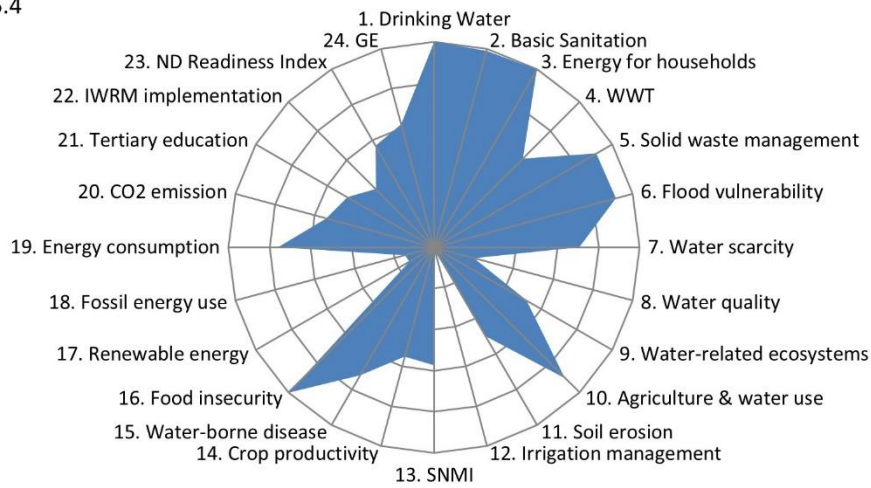 1. Drinking Water
2. Basic Sanitation
3. Energy for households
4. WWT
5. Solid waste management
6. Flood vulnerability
7. Water scarcity
8. Water quality
9. Water-related ecosystems
10. Agriculture & water use
11. Soil erosion
12. Irrigation management
13. SNMI
14. Crop productivity
15. Water-borne disease
16. Food insecurity
17. Renewable energy
18. Fossil energy use
19. Energy consumption
20. CO2 emission
21. Tertiary education
22. IWRM implementation
23. ND Readiness Index
24. GE